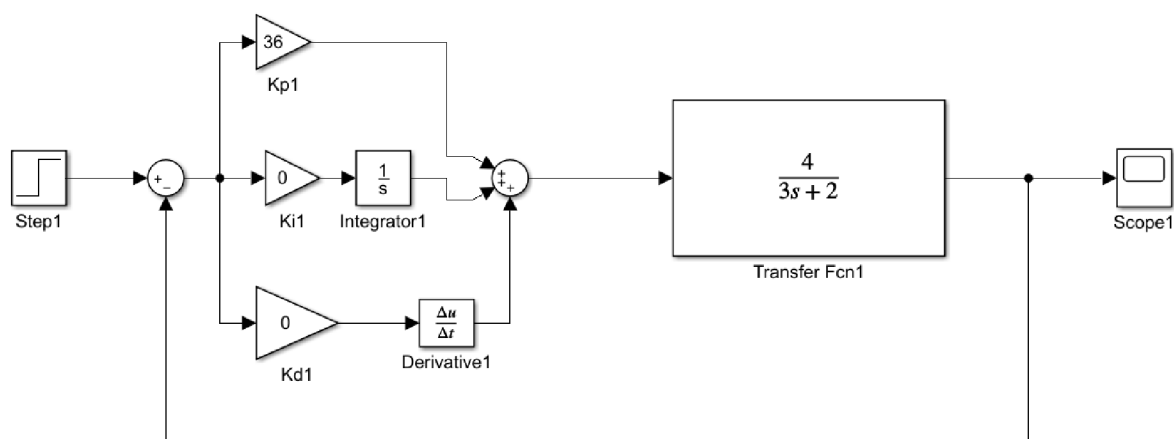 36
Kp1
+
−
Step1
0
Ki1
1
s
Integrator1
+
+
+
4
3s + 2
Transfer Fcn1
Scope1
0
Kd1
Δu
Δt
Derivative1